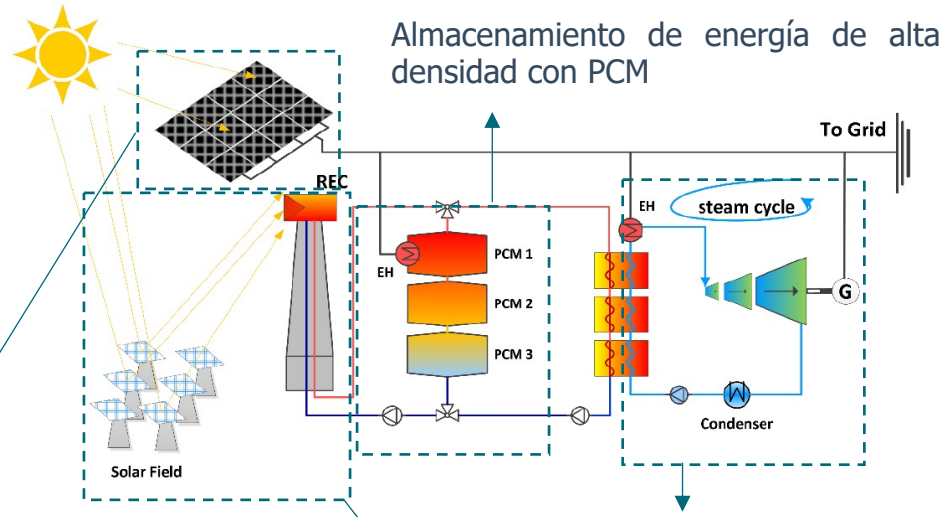 Almacenamiento de energía de alta
densidad con PCM
To Grid
REC
EH
steam cycle
PCM 1
EH
PCM 2
G
PCM 3
Condenser
Solar Field